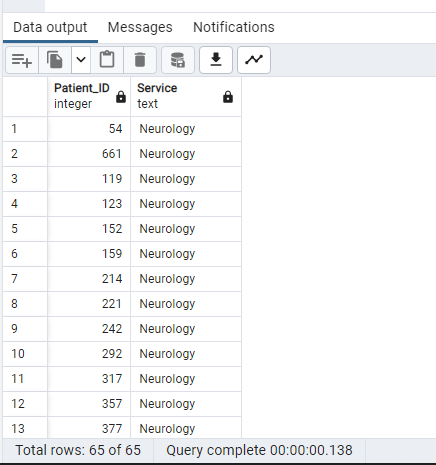 Data output Messages Notifications
Patient_ID Service
integer text
1 54 Neurology
2 661 Neurology
3 119 Neurology
4 123 Neurology
5 152 Neurology
6 159 Neurology
7 214 Neurology
8 221 Neurology
9 242 Neurology
10 292 Neurology
11 317 Neurology
12 357 Neurology
13 377 Neurology
Total rows: 65 of 65 Query complete 00:00:00.138